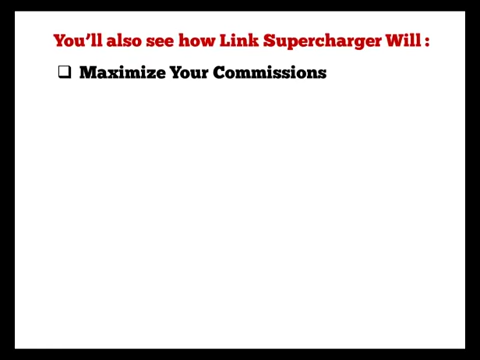 You’ll also see how Link Supercharger Will :
❑ Maximize Your Commissions